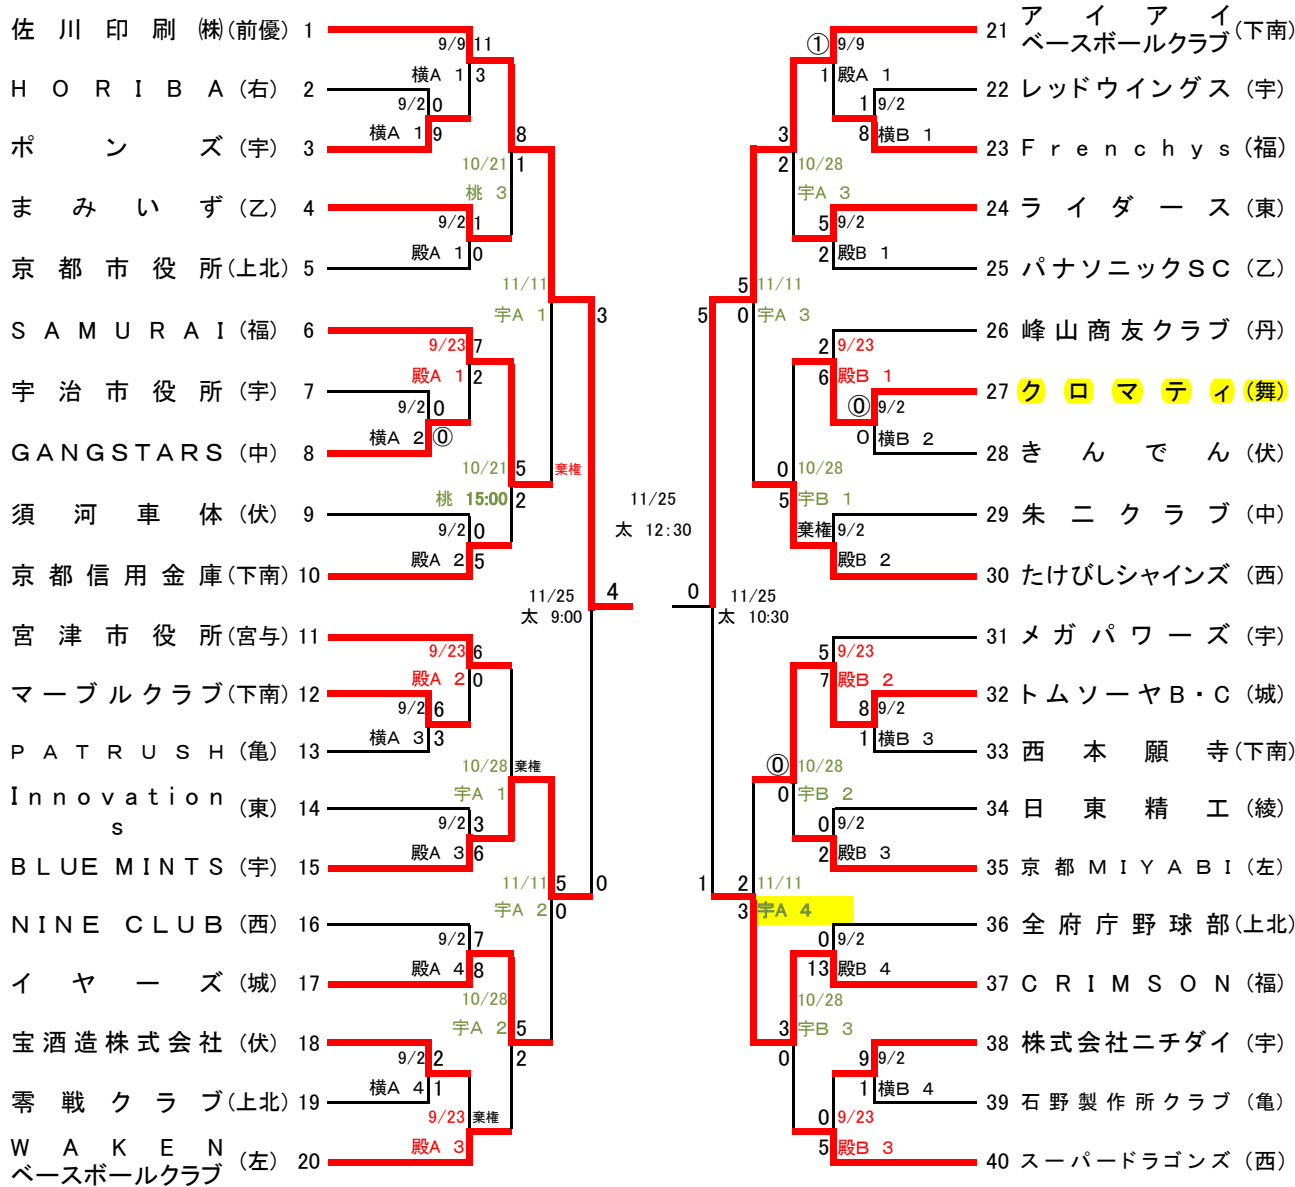 佐川印刷㈱(前優) 1
9/9 11
横A 1 3
HORIBA(右) 2
9/2 0
横A 1 9
ポンズ(宇) 3
8
10/21 1
桃 3
まみいず(乙) 4
9/2 1
殿A 1 0
京都市役所(上北) 5
11/11
宇A 1
3
SAMURAI(福) 6
9/23 7
殿A 1 2
宇治市役所(宇) 7
9/2 0
横A 2 ⓪
GANGSTARS(中) 8
10/21 5 棄権
桃 15:00 2
須河車体(伏) 9
9/2 0
殿A 2 5
京都信用金庫(下南) 10
11/25
太 9:00
4
宮津市役所(宮与) 11
9/23 6
殿A 2 0
マーブルクラブ(下南) 12
9/2 6
横A 3 3
PATRUSH(亀) 13
10/28 棄権
宇A 1
Innovation
s
(東) 14
9/2 3
殿A 3 6
BLUE MINTS(宇) 15
11/11 5 0
宇A 2 0
NINE CLUB(西) 16
9/2 7
殿A 4 8
イヤーズ(城) 17
10/28
宇A 2 5
2
宝酒造株式会社(伏) 18
9/2 2
横A 4 1
零戦クラブ(上北) 19
9/23 棄権
殿A 3
WAKEN
ベースボールクラブ
(左) 20
11/25
太 12:30
アイアイ
21 ベースボールクラブ(下南)
① 9/9
1 殿A 1
22 レッドウイングス(宇)
1 9/2
8 横B 1
23 Frenchys(福)
3
2 10/28
宇A 3
24 ライダース(東)
5 9/2
2 殿B 1
25 パナソニックSC(乙)
5 11/11
5 0 宇A 3
26 峰山商友クラブ(丹)
2 9/23
6 殿B 1
27 クロマティ(舞)
⓪ 9/2
0 横B 2
28 きんでん(伏)
0 10/28
5 宇B 1
29 朱二クラブ(中)
棄権 9/2
殿B 2
30 たけびしシャインズ(西)
0 11/25
太 10:30
31 メガパワーズ(宇)
5 9/23
7 殿B 2
32 トムソーヤB・C(城)
8 9/2
1 横B 3
33 西本願寺(下南)
⓪ 10/28
0 宇B 2
34 日東精工(綾)
0 9/2
2 殿B 3
35 京都MIYABI(左)
1 2 11/11
3 宇A 4
36 全府庁野球部(上北)
0 9/2
13 殿B 4
37 CRIMSON(福)
10/28
3 宇B 3
0
38 株式会社ニチダイ(宇)
9 9/2
1 横B 4
39 石野製作所クラブ(亀)
0 9/23
5 殿B 3
40 スーパードラゴンズ(西)